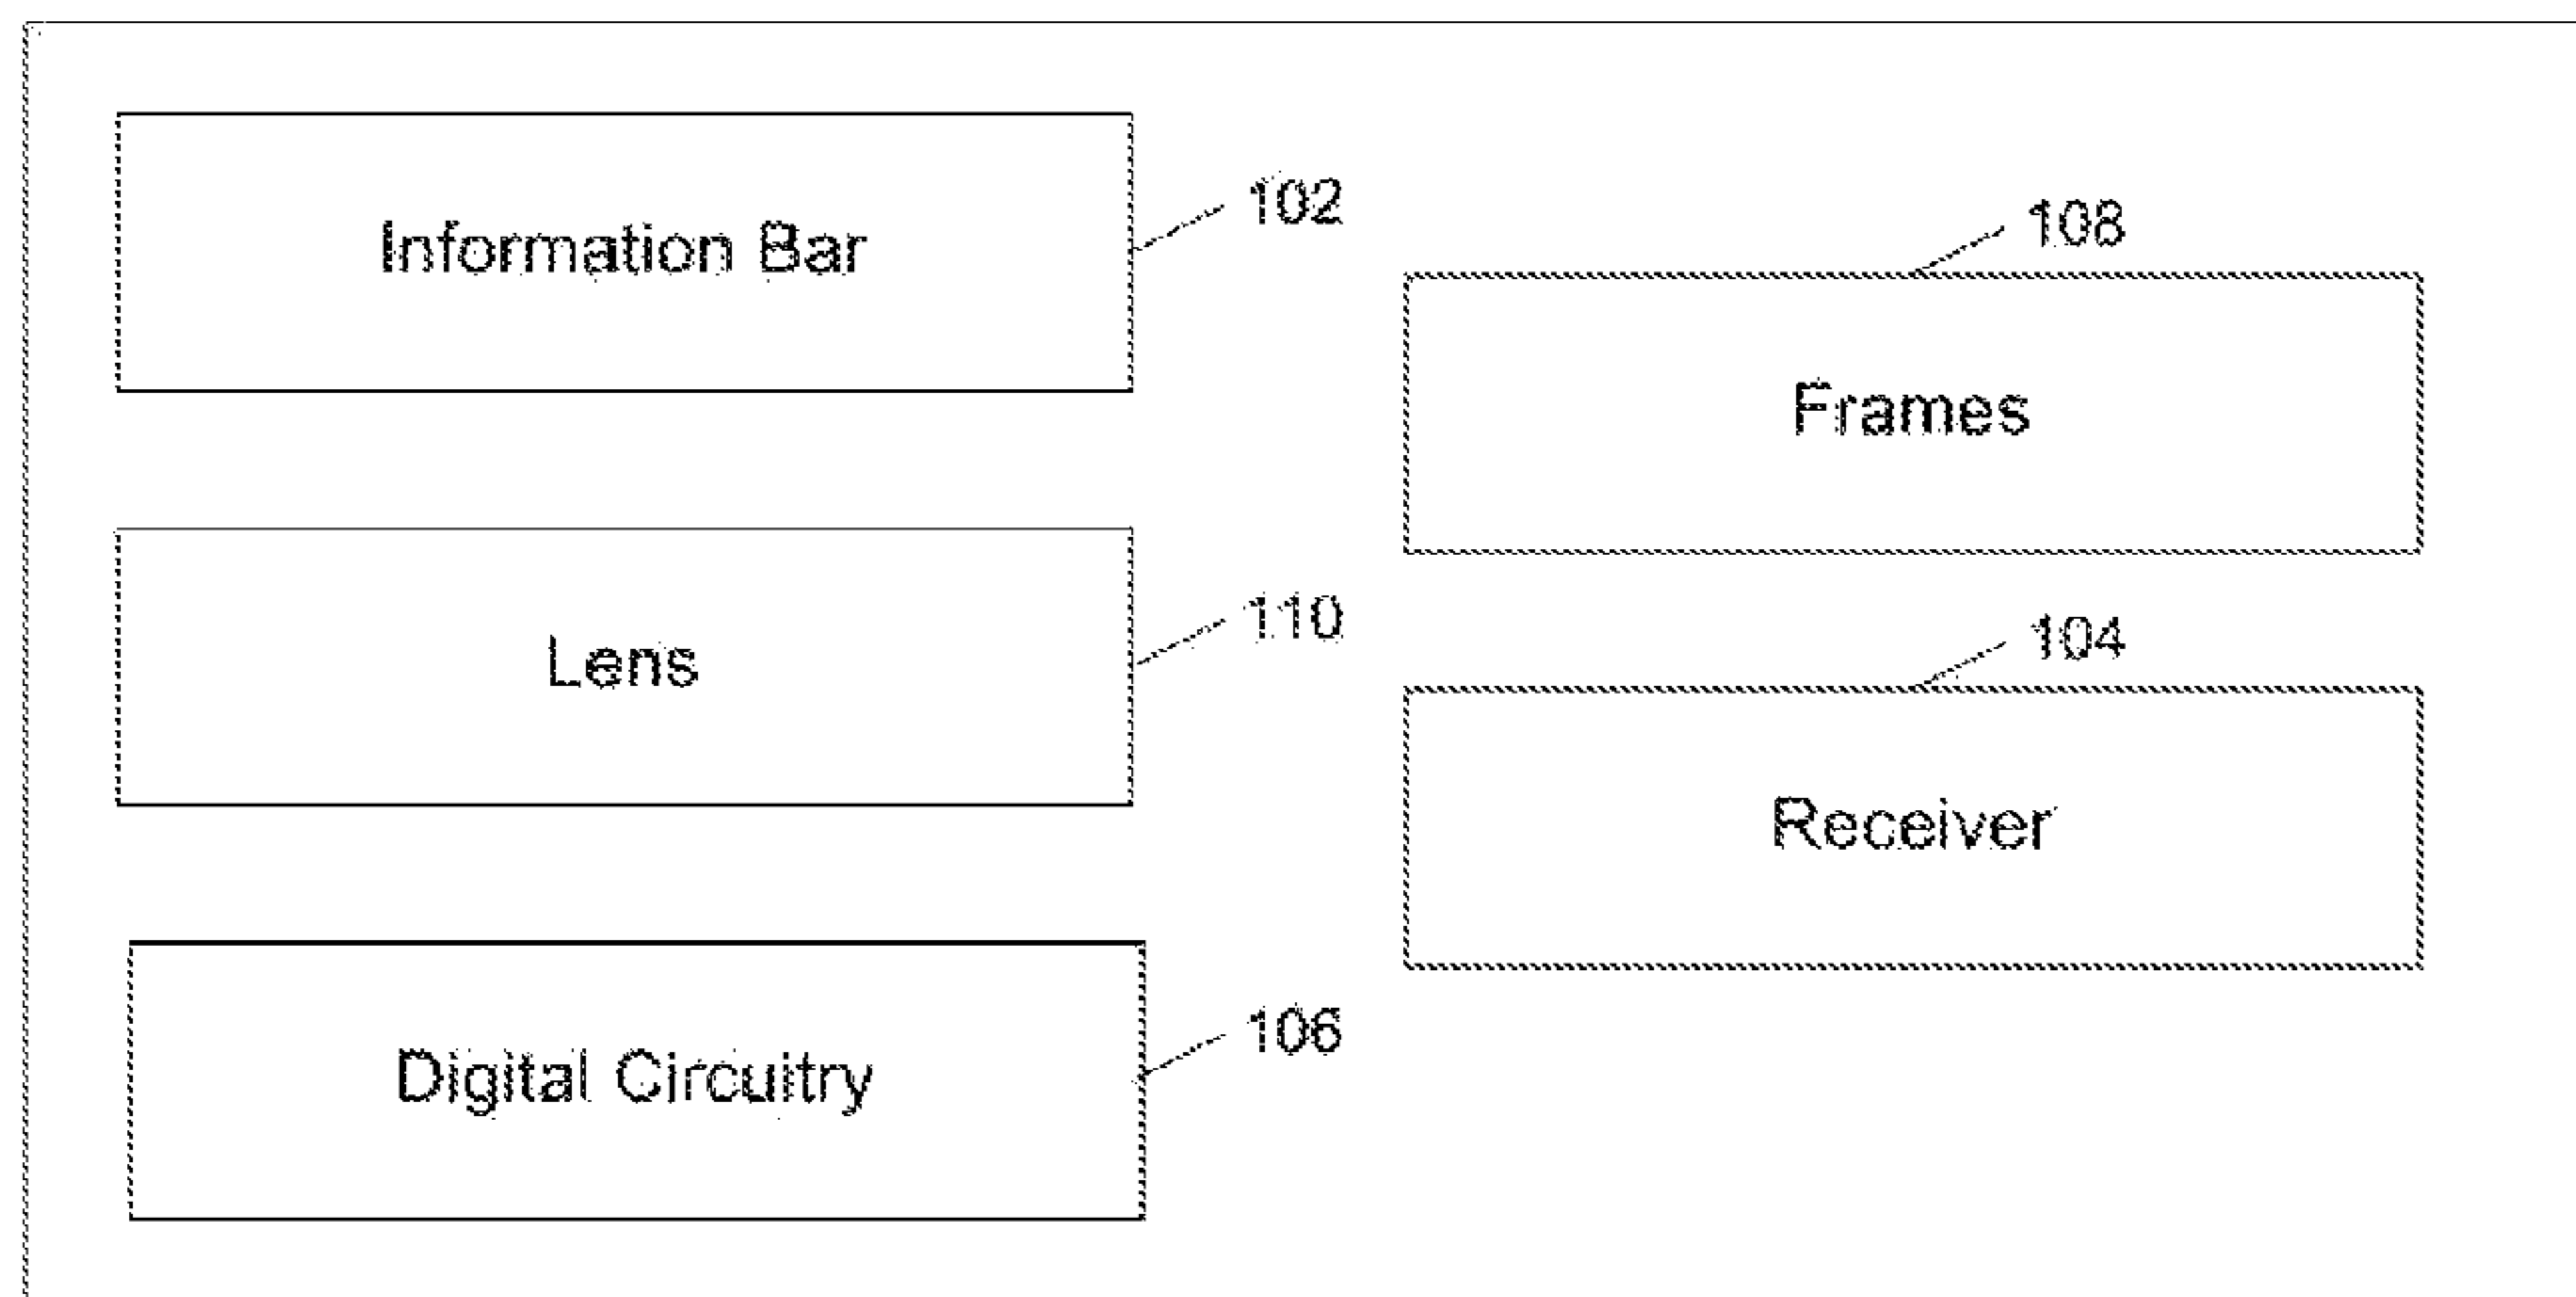 Information Bar
102
108
Frames
Lens
110
104
Receiver
Digital Circuitry
106